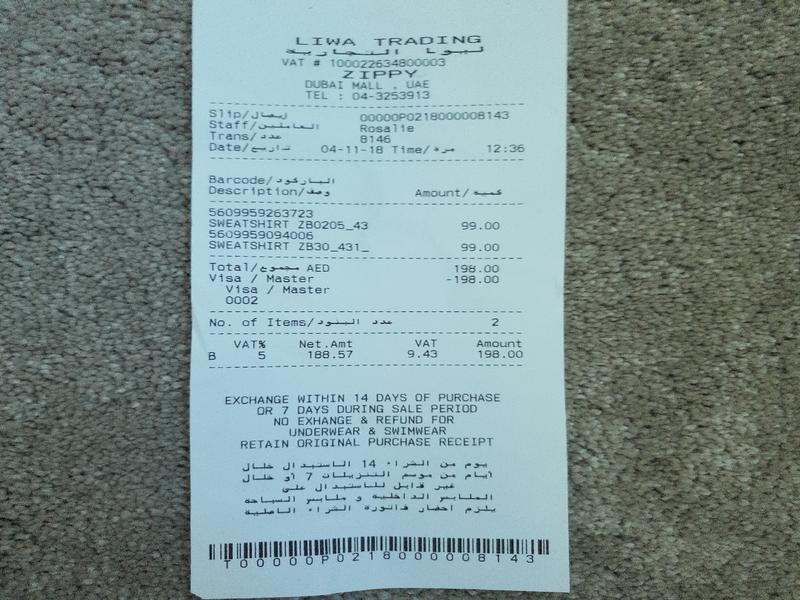 LIWA TRADING
ليوا التجارية
VAT # 100022634800003
ZIPPY
DUBAI MALL , UAE
TEL : 04-3253913
Slip/إيصال 00000P0218000008143
Staff/العاملين Rosalie
Trans/عدد 8146
Date/تاريخ 04-11-18 Time/مرة 12:36
Barcode/الباركود
Description/وصف Amount/كمية
5609959263723
SWEATSHIRT ZB0205_43 99.00
5609959094006
SWEATSHIRT ZB30_431_ 99.00
Total/مجموع AED 198.00
Visa / Master -198.00
Visa / Master
0002
No. of Items/عدد البنود 2
VAT% Net.Amt VAT Amount
B 5 188.57 9.43 198.00
EXCHANGE WITHIN 14 DAYS OF PURCHASE
OR 7 DAYS DURING SALE PERIOD
NO EXHANGE & REFUND FOR
UNDERWEAR & SWIMWEAR
RETAIN ORIGINAL PURCHASE RECEIPT
يوم من الشراء 14 الاستبدال خلال
أيام من موسم التنزيلات 7 أو خلال
غير قابل للاستبدال على
الملابس الداخلية و ملابس السباحة
يلزم احضار فاتورة الشراء الاصلية
T00000P0218000008143